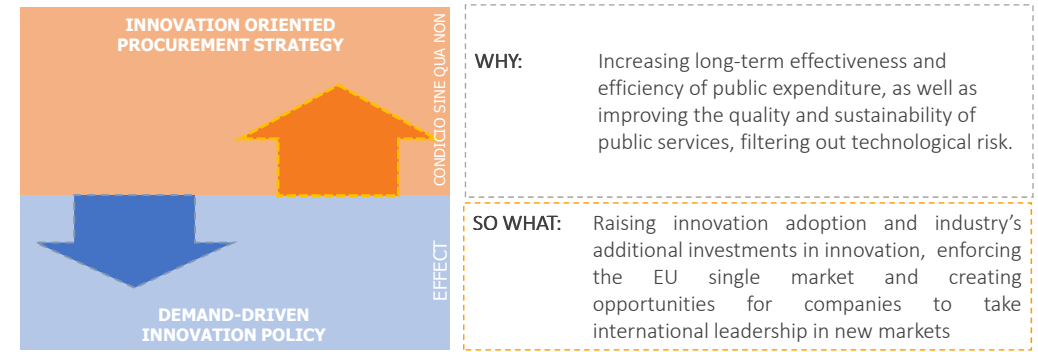 INNOVATION ORIENTED
PROCUREMENT STRATEGY
CONDICIO SINE QUA NON
EFFECT
DEMAND-DRIVEN
INNOVATION POLICY
WHY:
Increasing long-term effectiveness and
efficiency of public expenditure, as well as
improving the quality and sustainability of
public services, filtering out technological risk.
SO WHAT:
Raising innovation adoption and industry’s
additional investments in innovation, enforcing
the EU single market and creating
opportunities for companies to take
international leadership in new markets